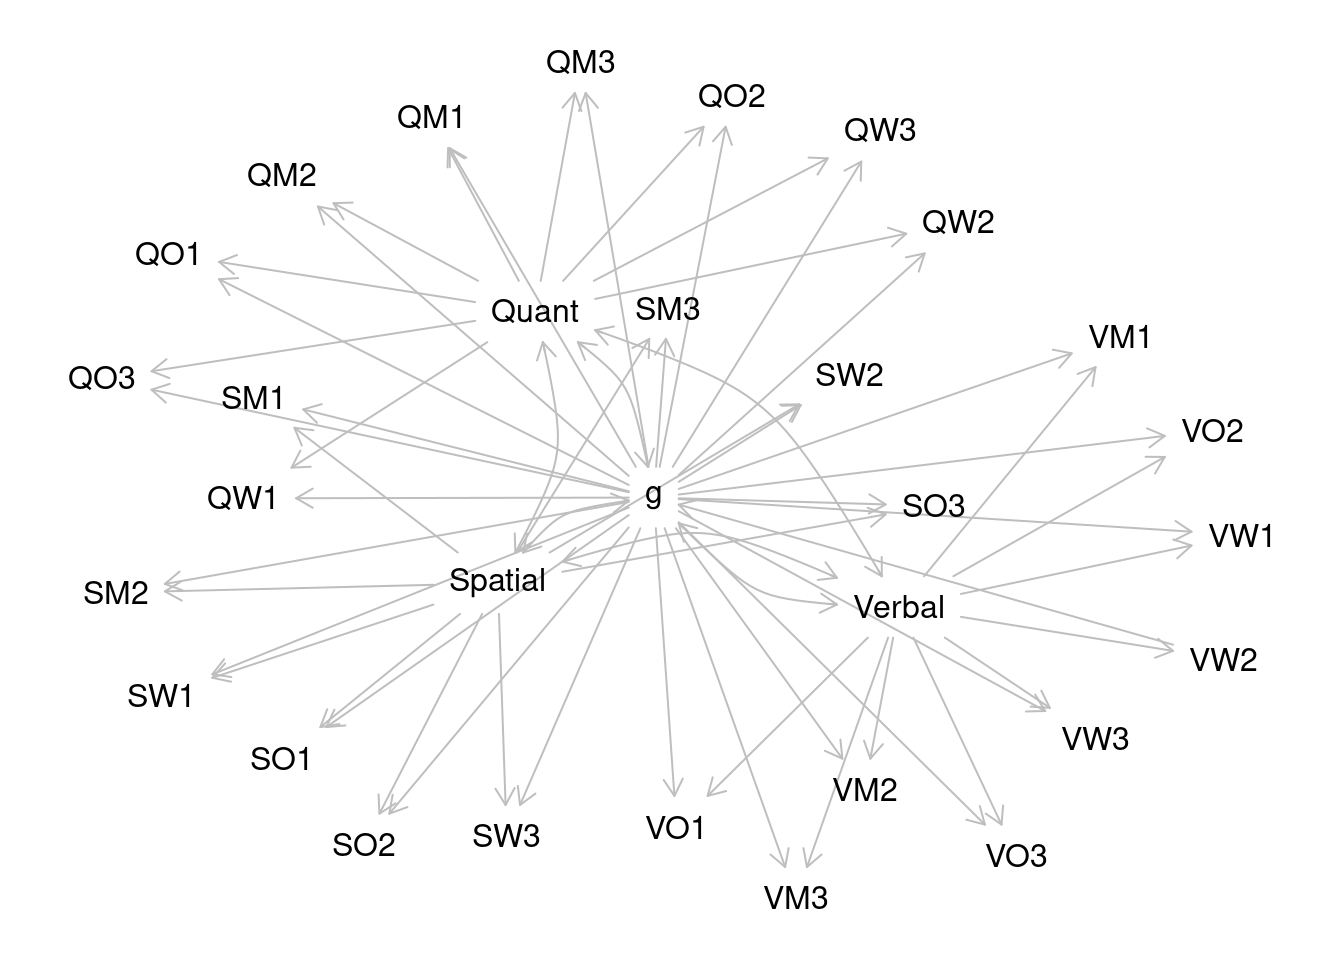 QM3
QO2
QM1
QW3
QM2
QW2
QO1
Quant
SM3
VM1
QO3
SM1
SW2
VO2
QW1
g
SO3
VW1
SM2
Spatial
Verbal
VW2
SW1
VW3
SO1
VM2
SO2
SW3
VO1
VO3
VM3